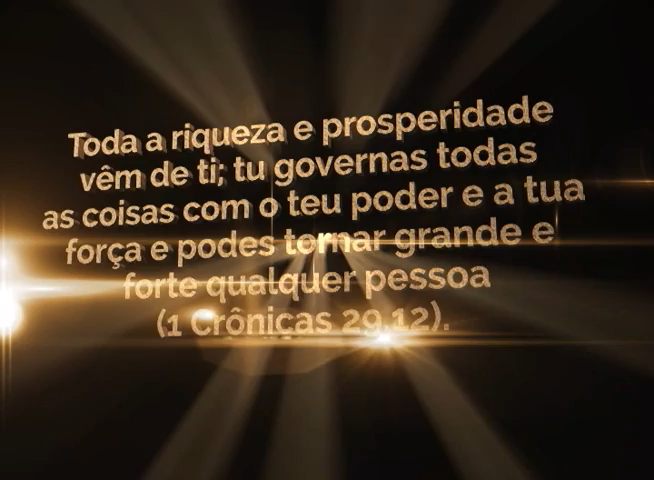 Toda a riqueza e prosperidade
vêm de ti; tu governas todas
as coisas com o teu poder e a tua
força e podes tornar grande e
forte qualquer pessoa
(1 Crônicas 29.12).